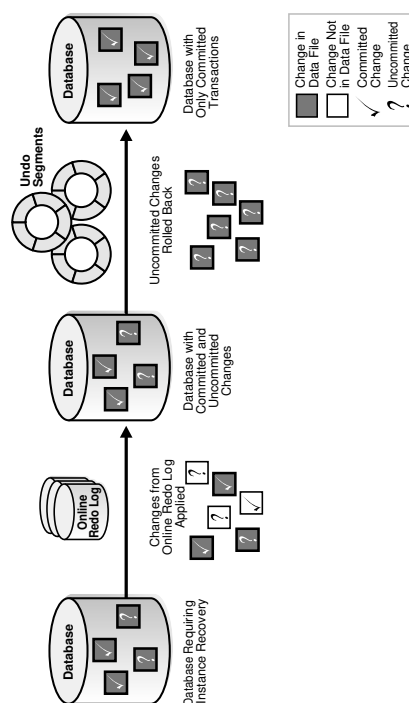 Database
Database Requiring
Instance Recovery
Online
Redo Log
Changes from
Online Redo Log
Applied
Database
Database with
Committed and
Uncommitted
Changes
Undo
Segments
Uncommitted Changes
Rolled Back
Database
Database with
Only Committed
Transactions
Change in
Data File
Change Not
in Data File
Committed
Change
Uncommitted
Change